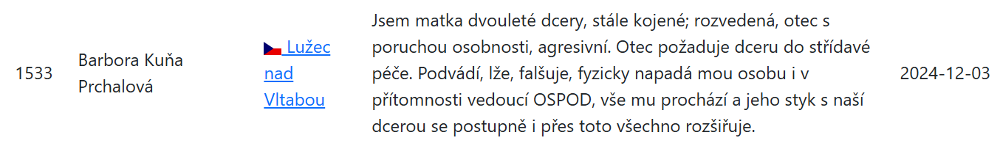 Jsem matka dvouleté dcery, stále kojené; rozvedená, otec s
Barbora Kuňa
Lužec
poruchou osobnosti, agresivní. Otec požaduje dceru do střídavé
1533
nad
péče. Podvádí, lže, falšuje, fyzicky napadá mou osobu i v
2024-12-03
Prchalová
Vltabou
přítomnosti vedoucí OSPOD, vše mu prochází a jeho styk s naší
dcerou se postupně i přes toto všechno rozšiřuje.